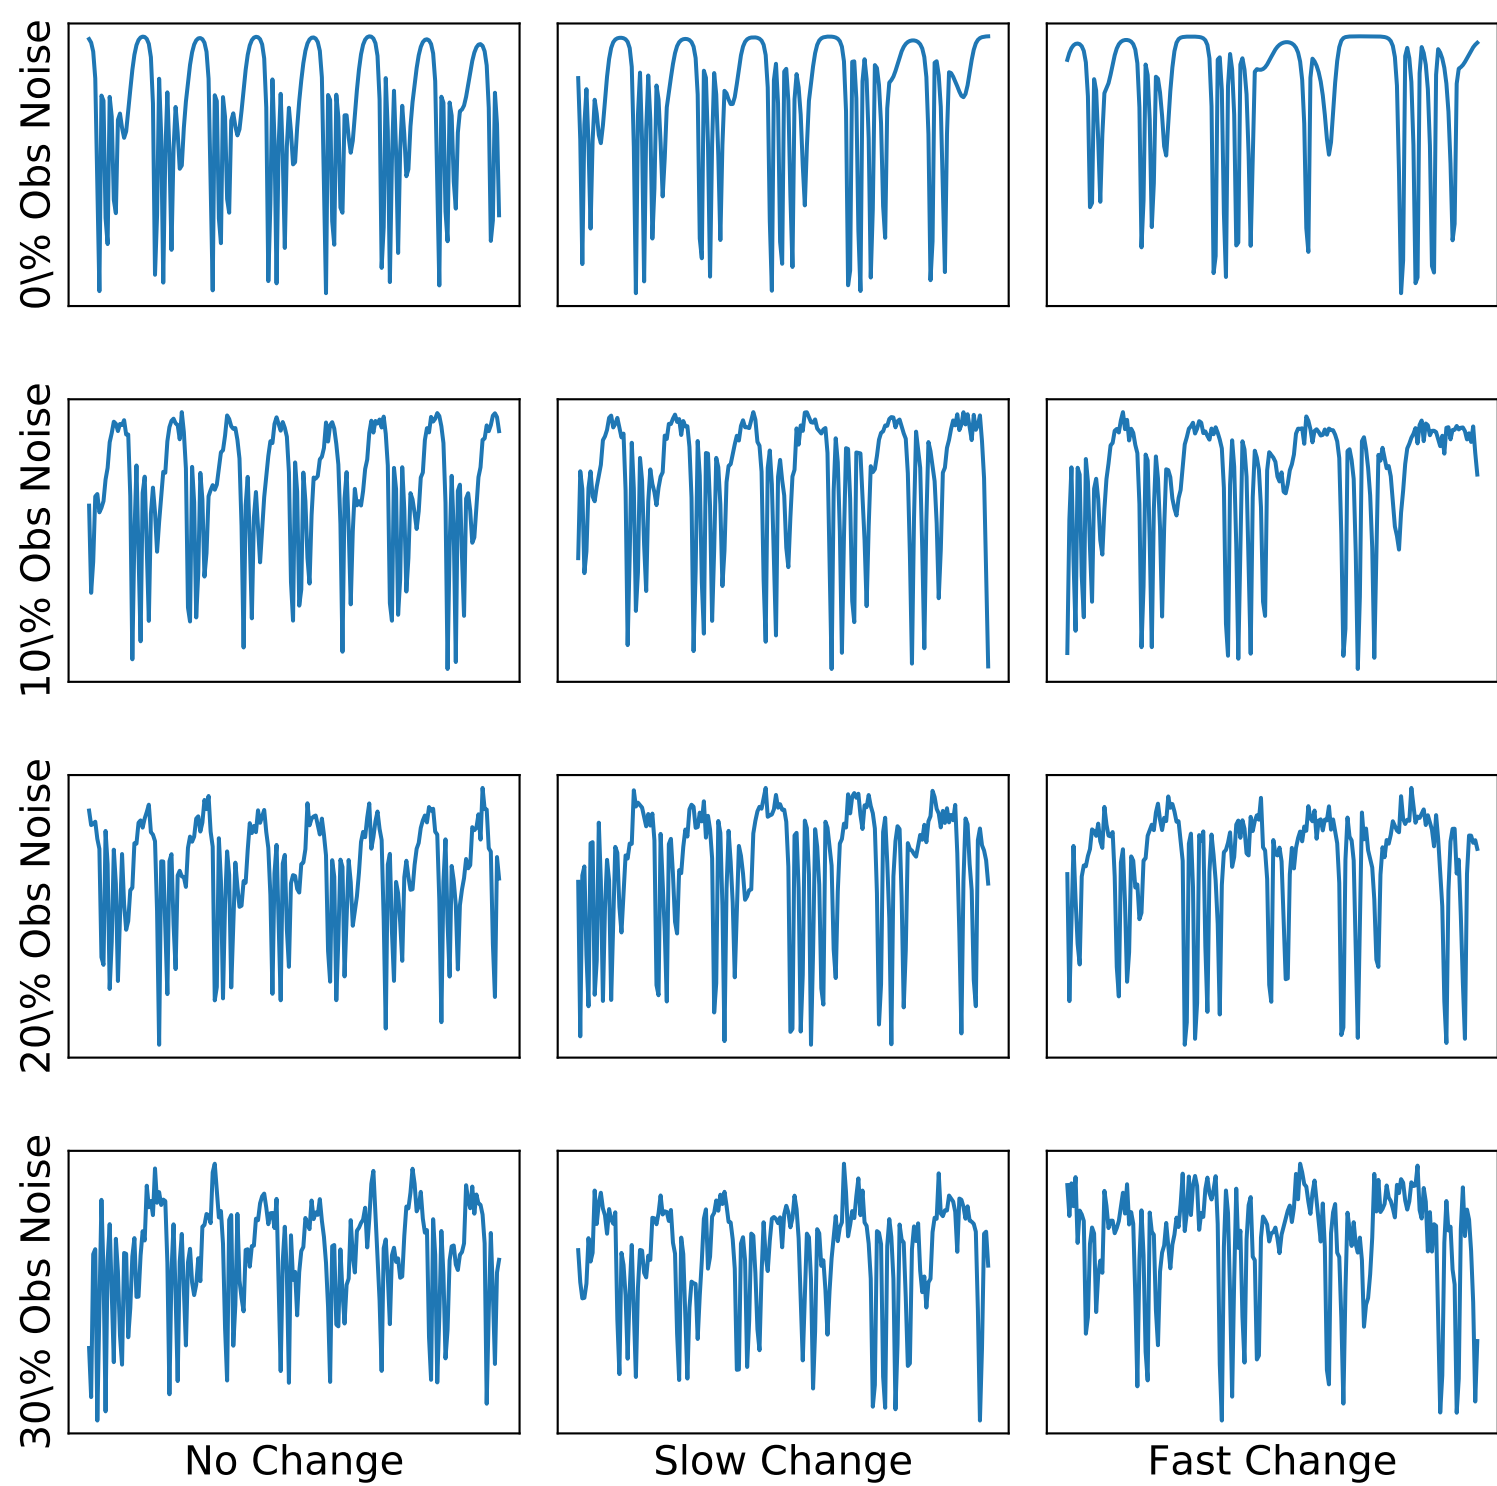 0\% Obs Noise
10\% Obs Noise
20\% Obs Noise
30\% Obs Noise
No Change
Slow Change
Fast Change